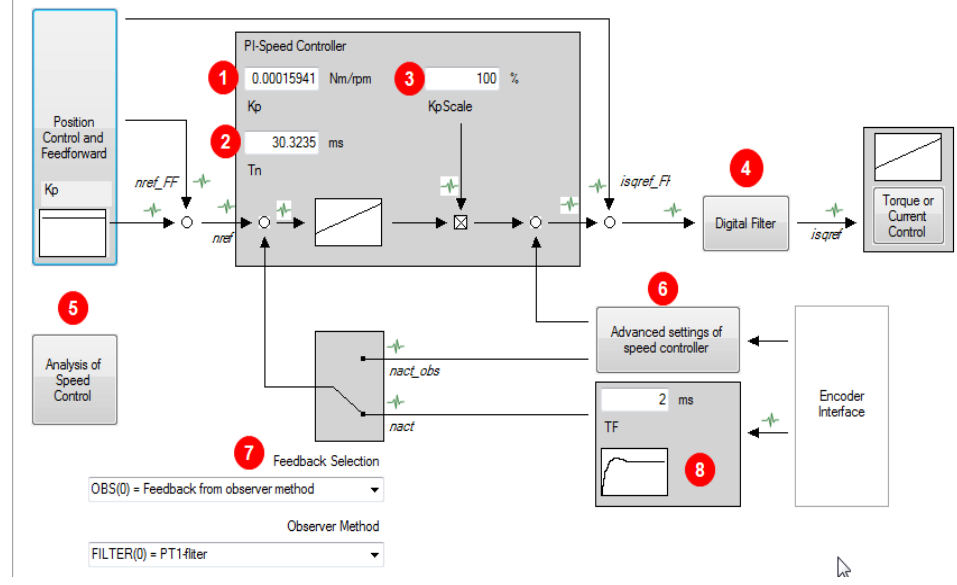 PI-Speed Controller
1
0.00015941 Nm/rpm
3
100 %
Kp
KpScale
2
30.3235 ms
Tn
Position
Control and
Feedforward
Kp
nref_FF
nref
isqref_FF
4
Digital Filter
isqref
Torque or
Current
Control
5
Analysis of
Speed
Control
6
Advanced settings of
speed controller
nact_obs
nact
2 ms
TF
8
Encoder
Interface
7
Feedback Selection
OBS(0) = Feedback from observer method
Observer Method
FILTER(0) = PT1-fliter